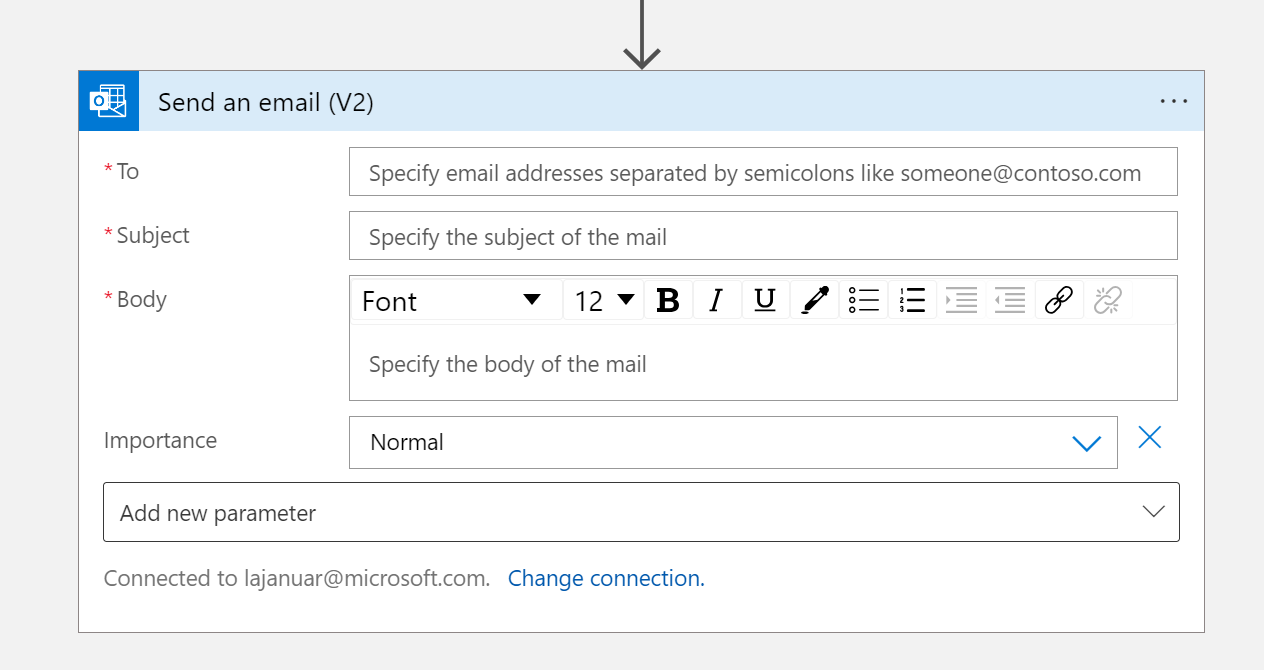 Send an email (V2)
* To
Specify email addresses separated by semicolons like someone@contoso.com
* Subject
Specify the subject of the mail
* Body
Font 12 B I U
Specify the body of the mail
Importance
Normal
Add new parameter
Connected to lajanuar@microsoft.com. Change connection.